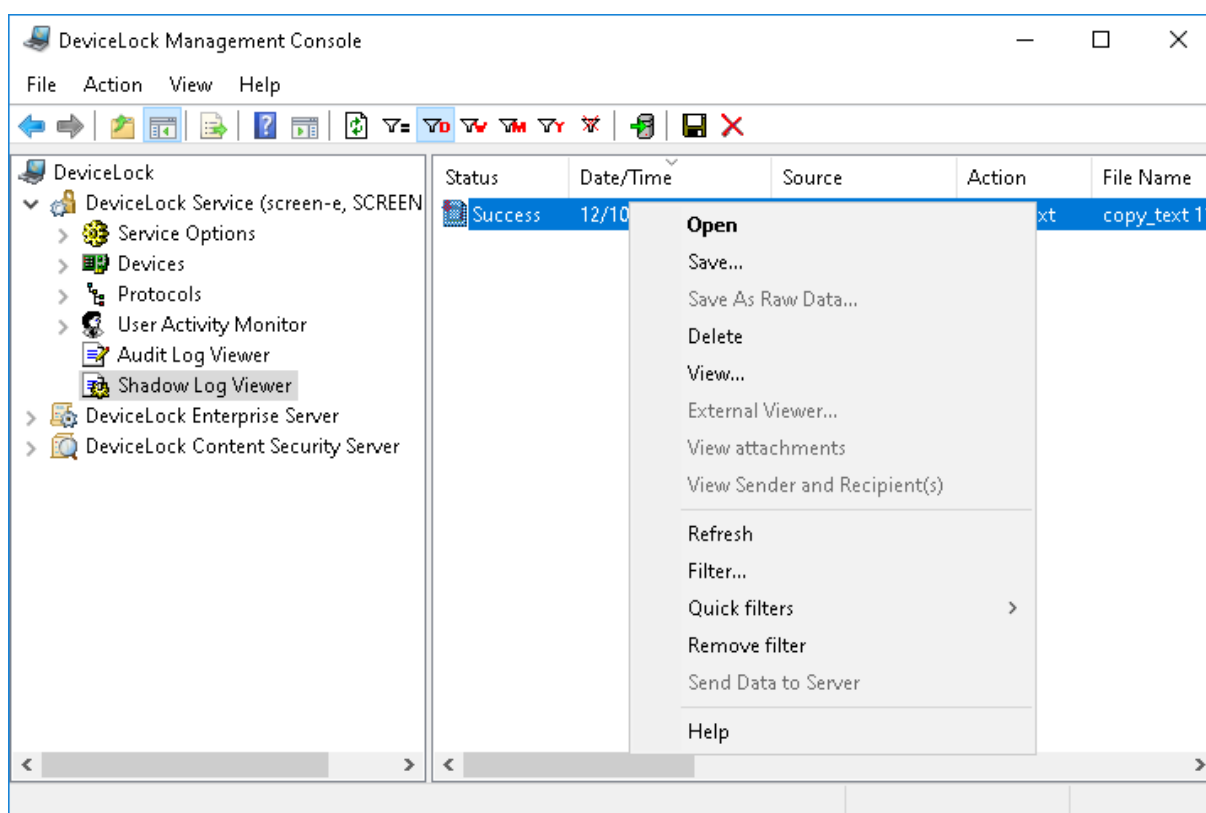 DeviceLock Management Console
File Action View Help
DeviceLock
DeviceLock Service (screen-e, SCREEN
Service Options
Devices
Protocols
User Activity Monitor
Audit Log Viewer
Shadow Log Viewer
DeviceLock Enterprise Server
DeviceLock Content Security Server
Status Date/Time Source Action File Name
Success 12/10 xt copy_text 1
Open
Save...
Save As Raw Data...
Delete
View...
External Viewer...
View attachments
View Sender and Recipient(s)
Refresh
Filter...
Quick filters
Remove filter
Send Data to Server
Help